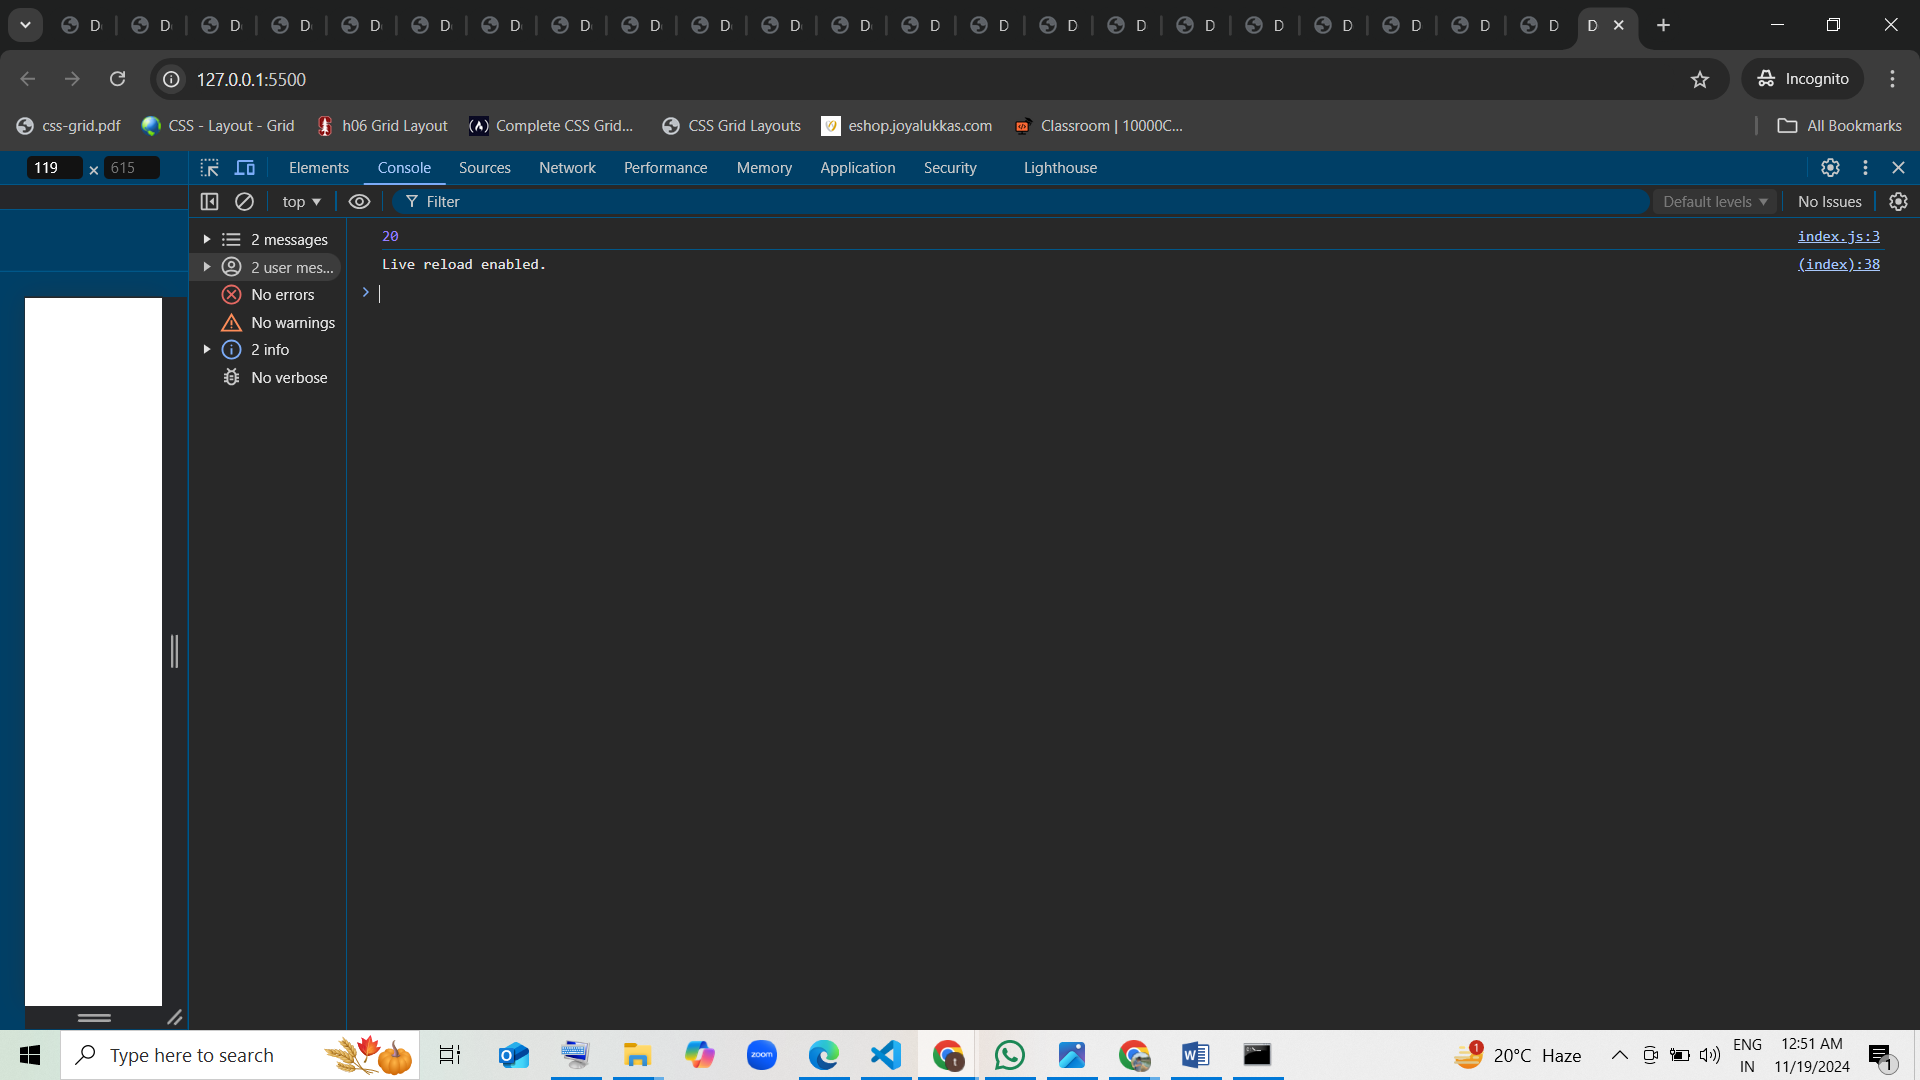 D D D D D D D D D D D D D D D D D D D D D D D
127.0.0.1:5500
Incognito
css-grid.pdf CSS - Layout - Grid h06 Grid Layout Complete CSS Grid... CSS Grid Layouts eshop.joyalukkas.com Classroom | 10000C... All Bookmarks
119 × 615 Elements Console Sources Network Performance Memory Application Security Lighthouse
top Filter Default levels No Issues
2 messages
2 user mes...
No errors
No warnings
2 info
No verbose
20 index.js:3
Live reload enabled. (index):38
Type here to search
zoom
1
20°C Haze
ENG
IN
12:51 AM
11/19/2024
1